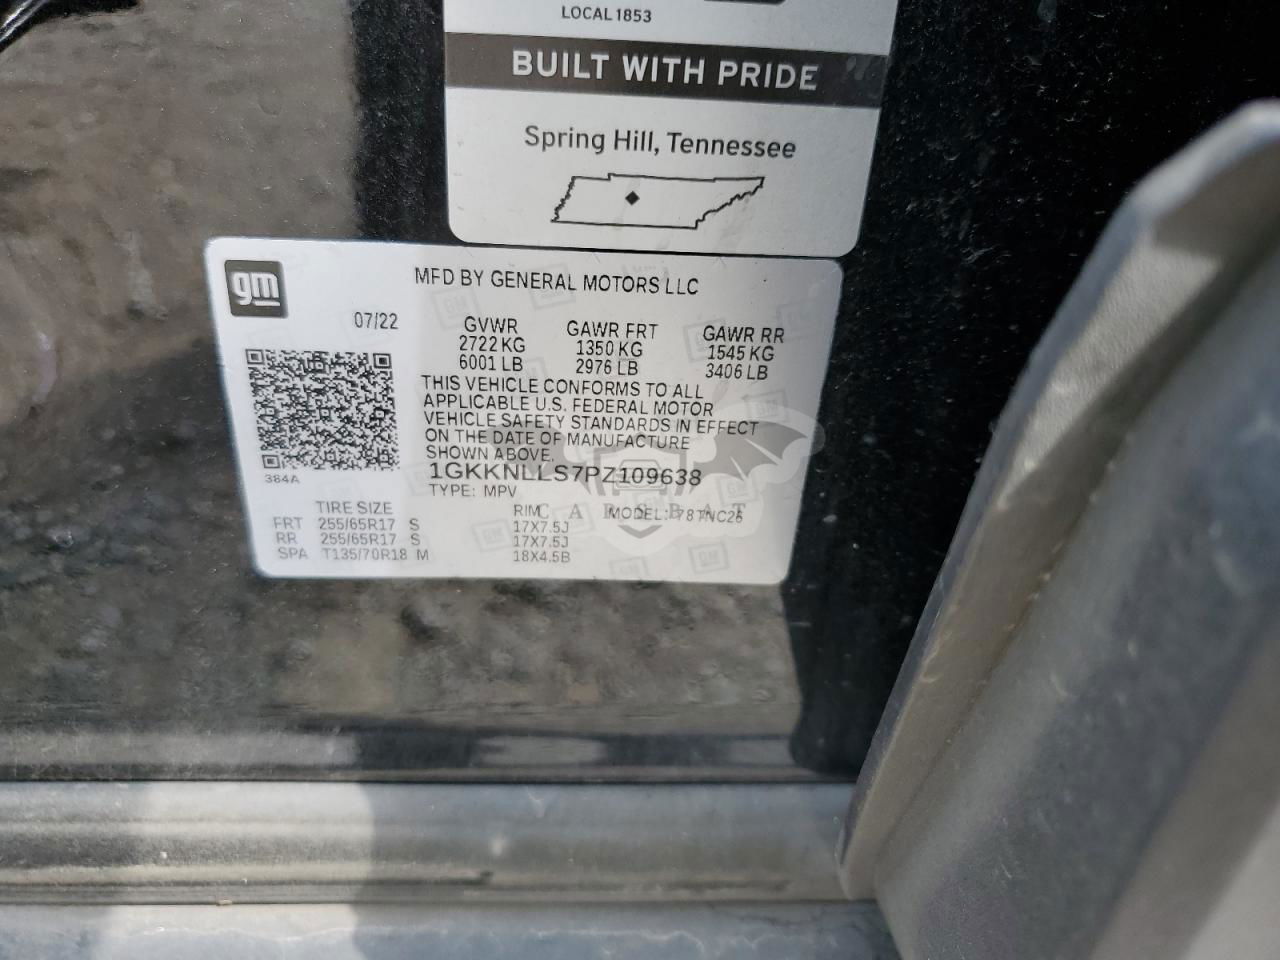 LOCAL 1853
BUILT WITH PRIDE
Spring Hill, Tennessee
gm
MFD BY GENERAL MOTORS LLC
07/22
GVWR GAWR FRT GAWR RR
2722 KG 1350 KG 1545 KG
6001 LB 2976 LB 3406 LB
THIS VEHICLE CONFORMS TO ALL
APPLICABLE U.S. FEDERAL MOTOR
VEHICLE SAFETY STANDARDS IN EFFECT
ON THE DATE OF MANUFACTURE
SHOWN ABOVE.
384A
1GKKNLLS7PZ109638
TYPE: MPV
TIRE SIZE RIM MODEL: 78TNC26
FRT 255/65R17 S 17X7.5J
RR 255/65R17 S 17X7.5J
SPA T135/70R18 M 18X4.5B
CARSBAT